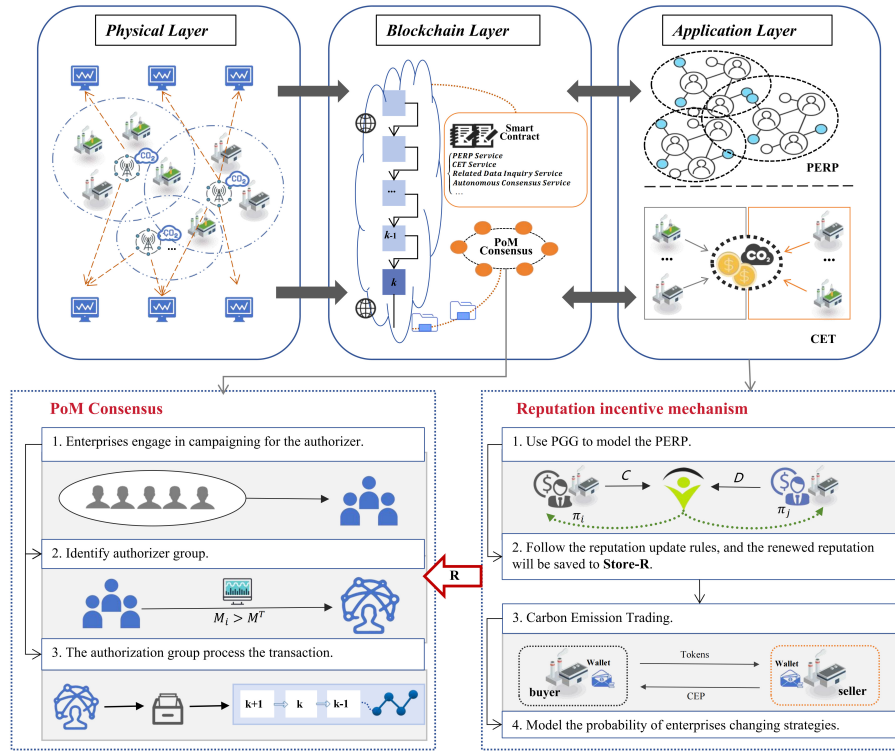 Physical Layer
Blockchain Layer
Application Layer
CO₂
CO₂
CO₂
...
...
k-1
k
Smart
Contract
PERP Service
CET Service
Related Data Inquiry Service
Autonomous Consensus Service
...
PoM
Consensus
PERP
CO₂
$
$
...
...
CET
PoM Consensus
1. Enterprises engage in campaigning for the authorizer.
2. Identify authorizer group.
M_i > M^T
3. The authorization group process the transaction.
k+1
k
k-1
R
Reputation incentive mechanism
1. Use PGG to model the PERP.
$
C
D
$
π_i
π_j
2. Follow the reputation update rules, and the renewed reputation
will be saved to Store-R.
3. Carbon Emission Trading.
Wallet
buyer
Tokens
CEP
Wallet
seller
4. Model the probability of enterprises changing strategies.